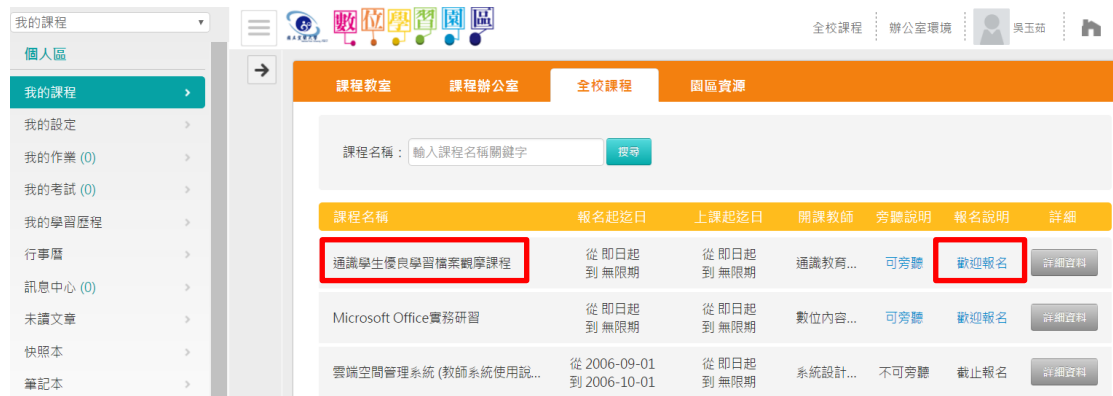 我的課程
個人區
我的課程
我的設定
我的作業 (0)
我的考試 (0)
我的學習歷程
行事曆
訊息中心 (0)
未讀文章
快照本
筆記本
數位學習園區
全校課程 辦公室環境 吳玉茹
課程教室 課程辦公室 全校課程 園區資源
課程名稱： 輸入課程名稱關鍵字 搜尋
課程名稱 報名起迄日 上課起迄日 開課教師 旁聽說明 報名說明 詳細
通識學生優良學習檔案觀摩課程 從 即日起 到 無限期 從 即日起 到 無限期 通識教育... 可旁聽 歡迎報名 詳細資料
Microsoft Office實務研習 從 即日起 到 無限期 從 即日起 到 無限期 數位內容... 可旁聽 歡迎報名 詳細資料
雲端空間管理系統 (教師系統使用說... 從 2006-09-01 到 2006-10-01 從 即日起 到 無限期 系統設計... 不可旁聽 截止報名 詳細資料